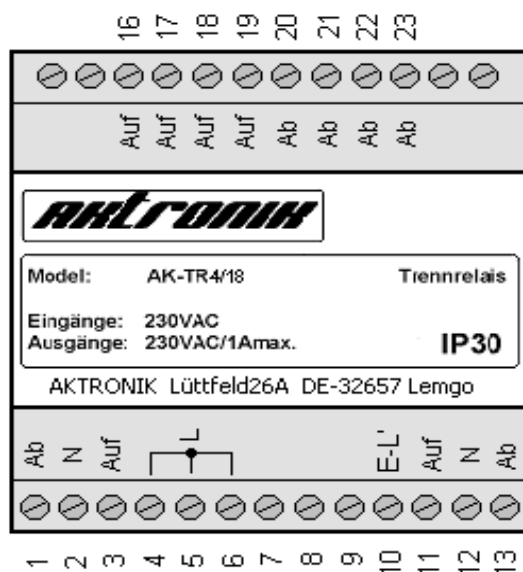 16 17 18 19 20 21 22 23
Auf Auf Auf Auf Ab Ab Ab Ab
AKtronik
Model: AK-TR4/18 Trennrelais
Eingänge: 230VAC
Ausgänge: 230VAC/1Amax. IP30
AKTRONIK Lüttfeld26A DE-32657 Lemgo
Ab N Auf L E-L' Auf N Ab
1 2 3 4 5 6 7 8 9 10 11 12 13